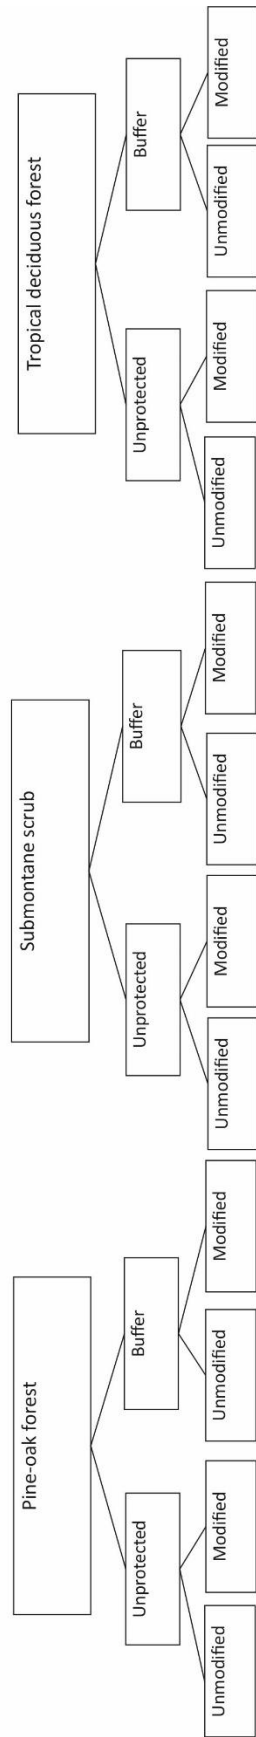 Pine-oak forest
Submontane scrub
Tropical deciduous forest
Unprotected
Buffer
Unprotected
Buffer
Unprotected
Buffer
Unmodified
Modified
Unmodified
Modified
Unmodified
Modified
Unmodified
Modified
Unmodified
Modified
Unmodified
Modified